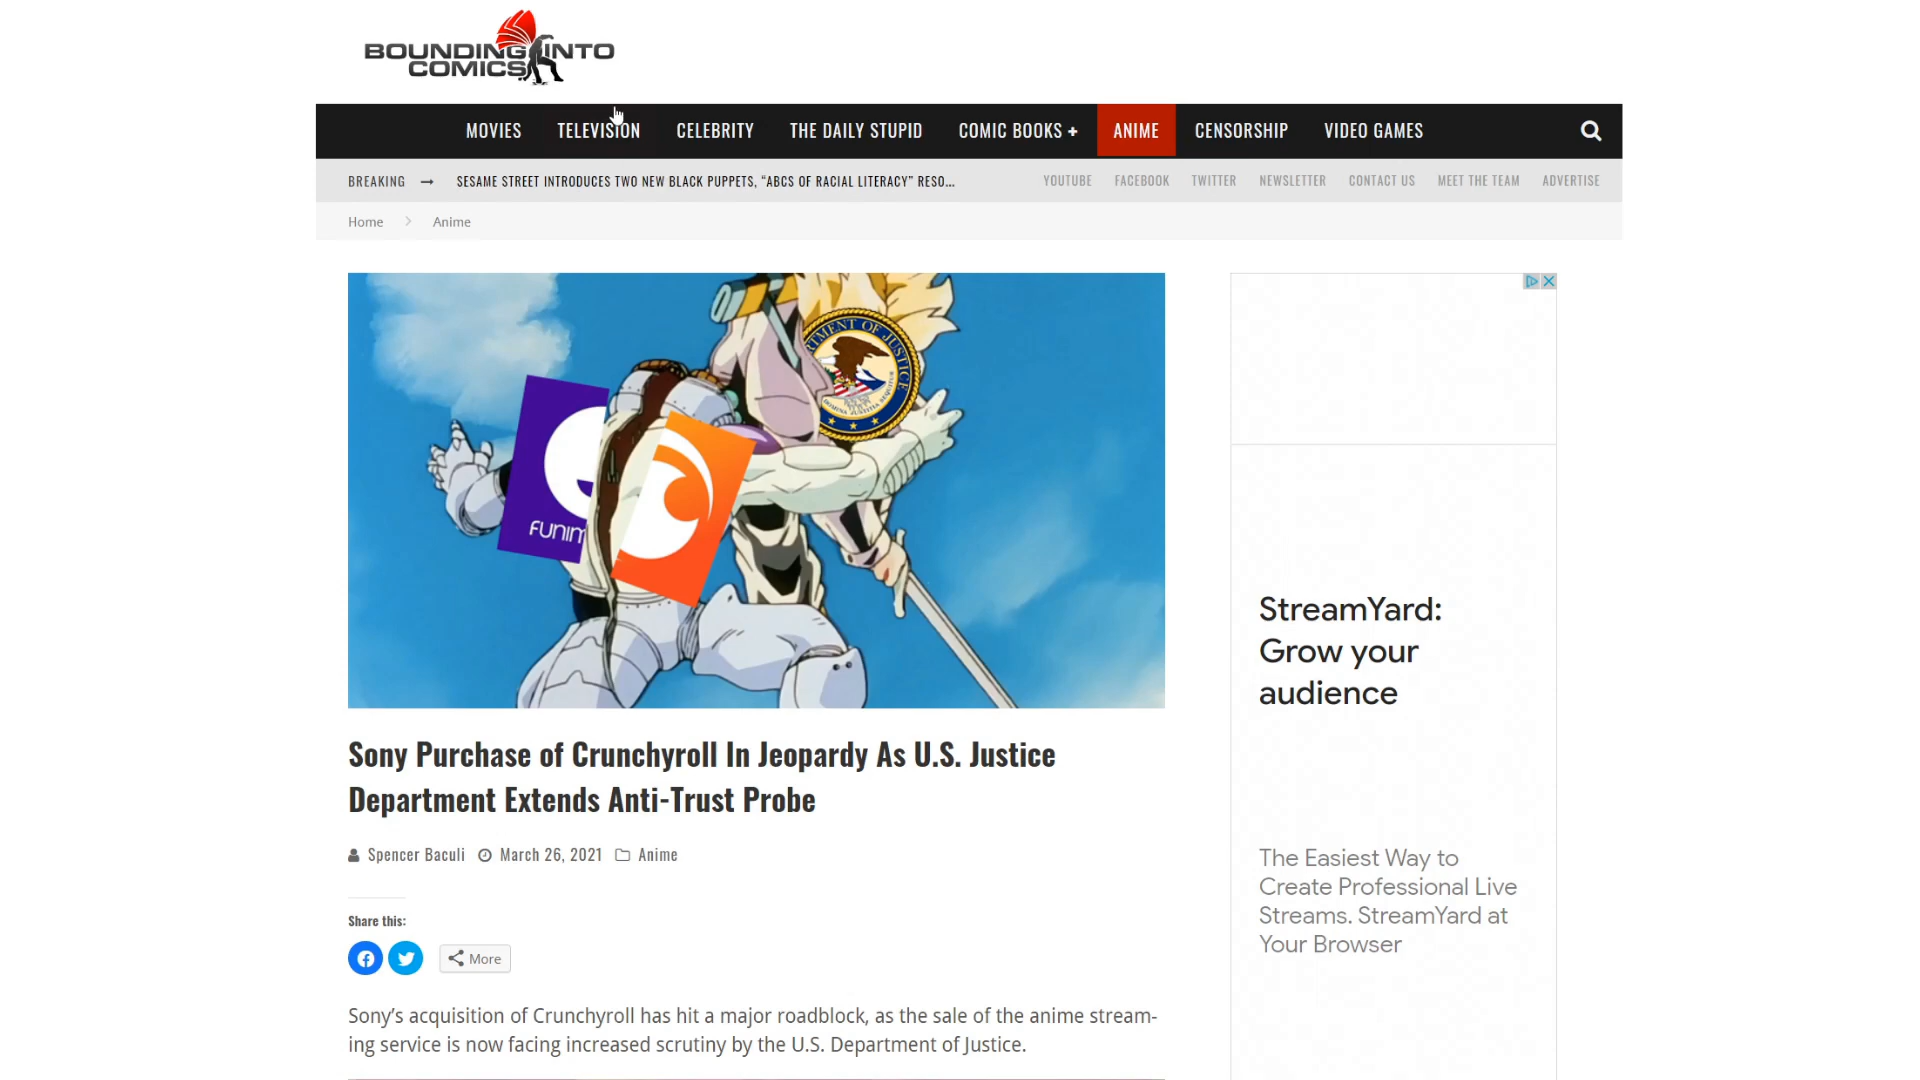 BOUNDING INTO
COMICS
MOVIES TELEVISION CELEBRITY THE DAILY STUPID COMIC BOOKS + ANIME CENSORSHIP VIDEO GAMES
BREAKING → SESAME STREET INTRODUCES TWO NEW BLACK PUPPETS, “ABCS OF RACIAL LITERACY” RESO... YOUTUBE FACEBOOK TWITTER NEWSLETTER CONTACT US MEET THE TEAM ADVERTISE
Home > Anime
FUNIM
Sony Purchase of Crunchyroll In Jeopardy As U.S. Justice
Department Extends Anti-Trust Probe
Spencer Baculi March 26, 2021 Anime
Share this:
More
Sony’s acquisition of Crunchyroll has hit a major roadblock, as the sale of the anime stream-
ing service is now facing increased scrutiny by the U.S. Department of Justice.
StreamYard:
Grow your
audience
The Easiest Way to
Create Professional Live
Streams. StreamYard at
Your Browser